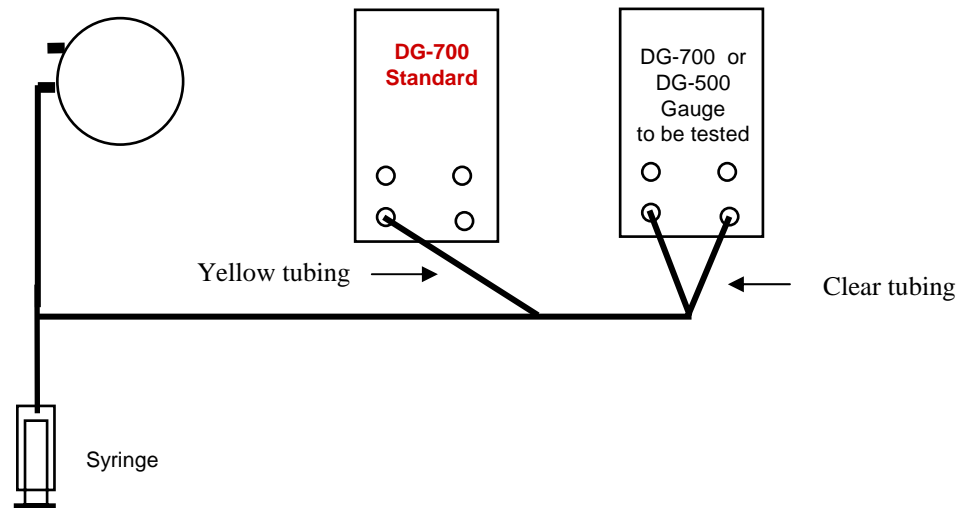 DG-700
Standard
DG-700 or
DG-500
Gauge
to be tested
Yellow tubing
Clear tubing
Syringe